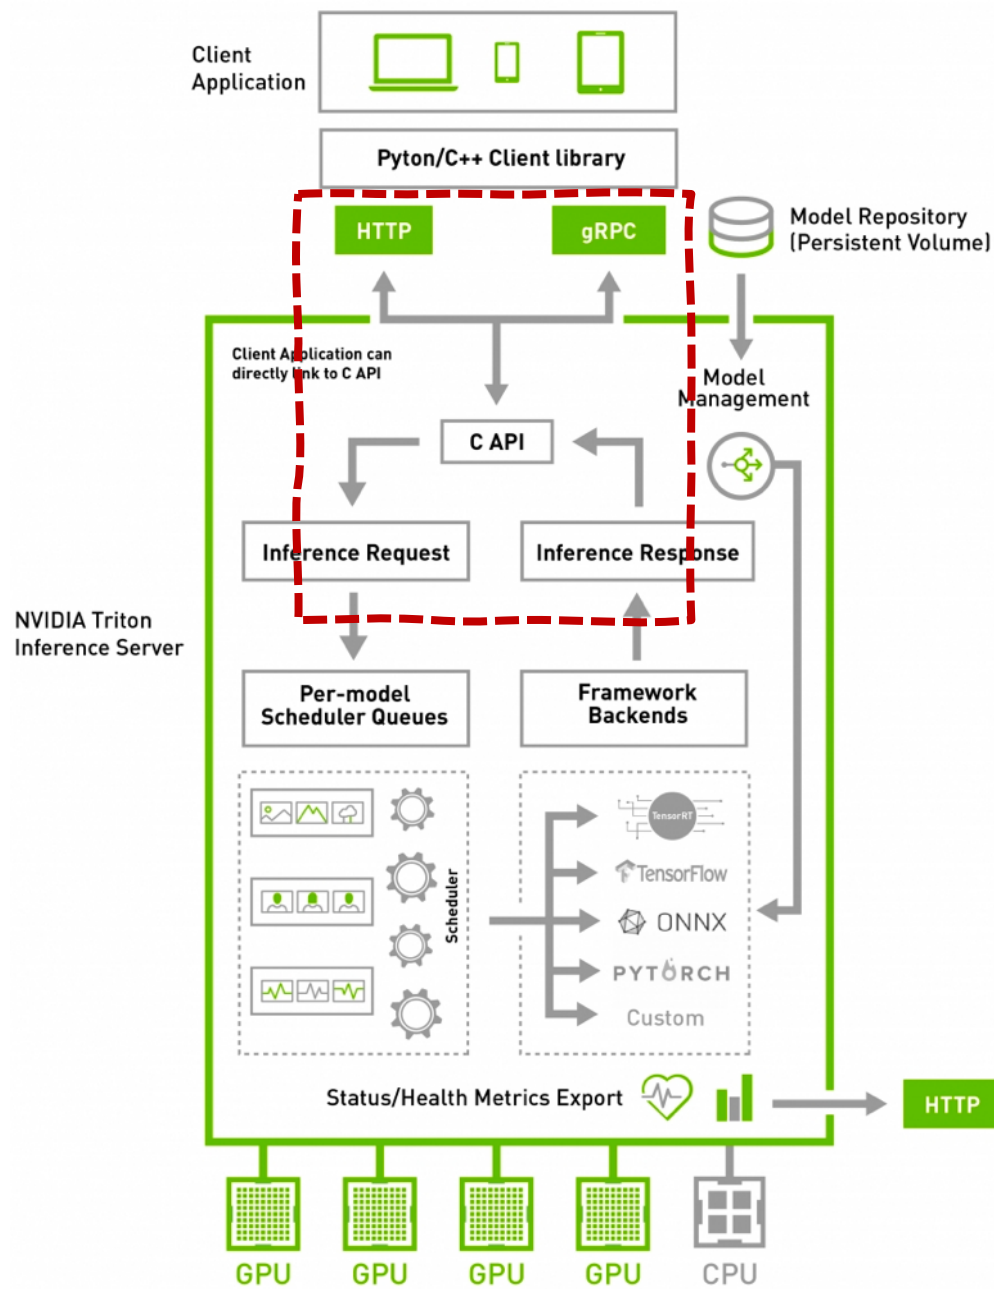 Client
Application
Pyton/C++ Client library
HTTP
gRPC
Model Repository
(Persistent Volume)
Client Application can
directly link to C API
Model
Management
C API
Inference Request
Inference Response
NVIDIA Triton
Inference Server
Per-model
Scheduler Queues
Framework
Backends
Scheduler
TensorRT
TensorFlow
ONNX
PYTORCH
Custom
Status/Health Metrics Export
HTTP
GPU
GPU
GPU
GPU
CPU